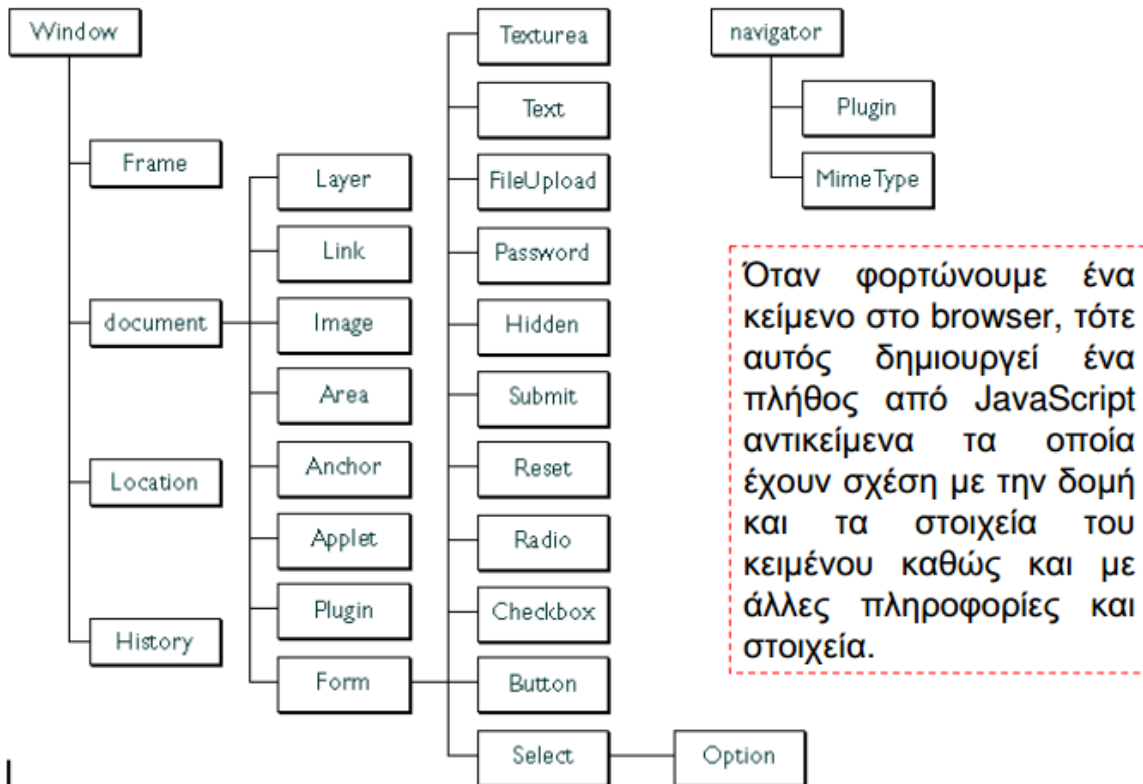 Window
Frame
document
Location
History
Layer
Link
Image
Area
Anchor
Applet
Plugin
Form
Texturea
Text
FileUpload
Password
Hidden
Submit
Reset
Radio
Checkbox
Button
Select
Option
navigator
Plugin
MimeType
Όταν φορτώνουμε ένα
κείμενο στο browser, τότε
αυτός δημιουργεί ένα
πλήθος από JavaScript
αντικείμενα τα οποία
έχουν σχέση με την δομή
και τα στοιχεία του
κειμένου καθώς και με
άλλες πληροφορίες και
στοιχεία.